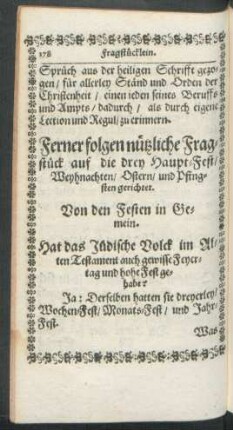 178 Fragstücklein.
Sprüch aus der heiligen Schrifft gezo-
gen / für allerley Ständ und Orden der
Christenheit / einen ieden seines Beruffs
und Ampts / dadurch / als durch eigene
Lection und Regul / zu erinnern.
Ferner folgen nützliche Frag-
stück auf die drey Haupt-Fest /
Weyhnachten / Ostern / und Pfing-
sten gerichtet.
Von den Festen in Ge-
mein.
Hat das Jüdische Volck im Al-
ten Testament auch gewisse Feyer-
tag und hohe Fest ge-
habt?
Ja: Derselben hatten sie dreyerley /
Wochen-Fest / Monats-Fest / und Jahr-
Fest.
Was